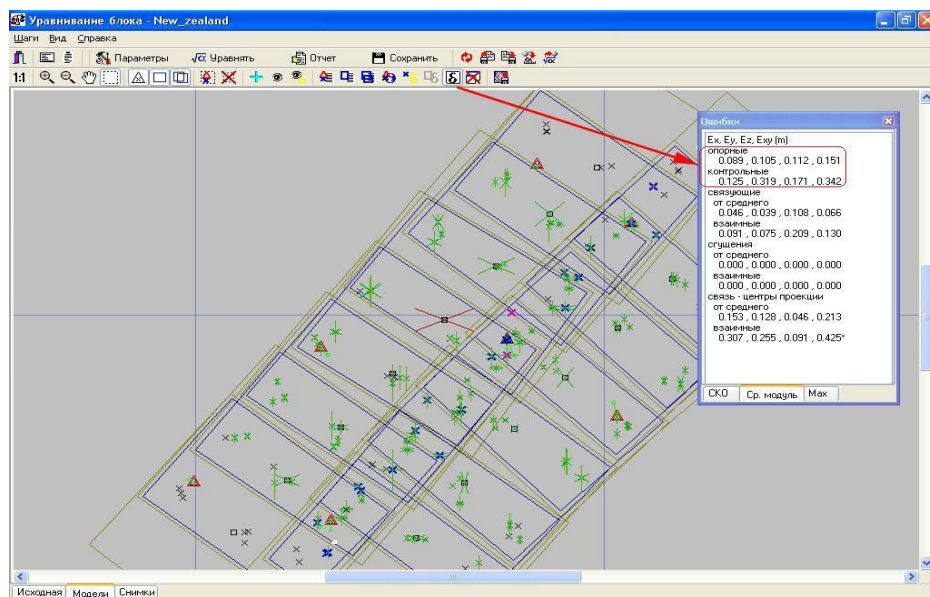 Уравнивание блока - New_zealand
Шаги Вид Справка
Параметры √α Уравнять Отчет Сохранить
1:1
Ошибки
Ex, Ey, Ez, Exy (m)
опорные
0.089 , 0.105 , 0.112 , 0.151
контрольные
0.125 , 0.319 , 0.171 , 0.342
связующие
от среднего
0.046 , 0.039 , 0.108 , 0.066
взаимные
0.091 , 0.075 , 0.209 , 0.130
сгущения
от среднего
0.000 , 0.000 , 0.000 , 0.000
взаимные
0.000 , 0.000 , 0.000 , 0.000
связь - центры проекции
от среднего
0.153 , 0.128 , 0.046 , 0.213
взаимные
0.307 , 0.255 , 0.091 , 0.425*
СКО Ср. модуль Max
Исходная Модели Снимки